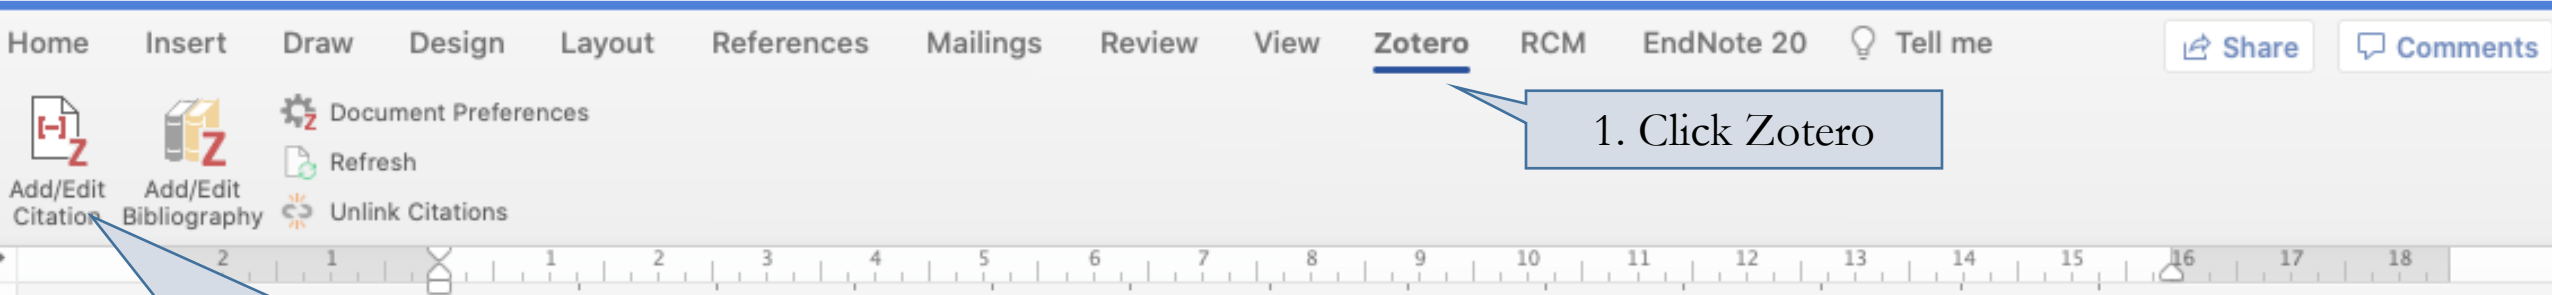 Home Insert Draw Design Layout References Mailings Review View Zotero RCM EndNote 20 Tell me Share Comments
1. Click Zotero
Add/Edit Citation
Add/Edit Bibliography
Document Preferences
Refresh
Unlink Citations
2 1 1 2 3 4 5 6 7 8 9 10 11 12 13 14 15 16 17 18